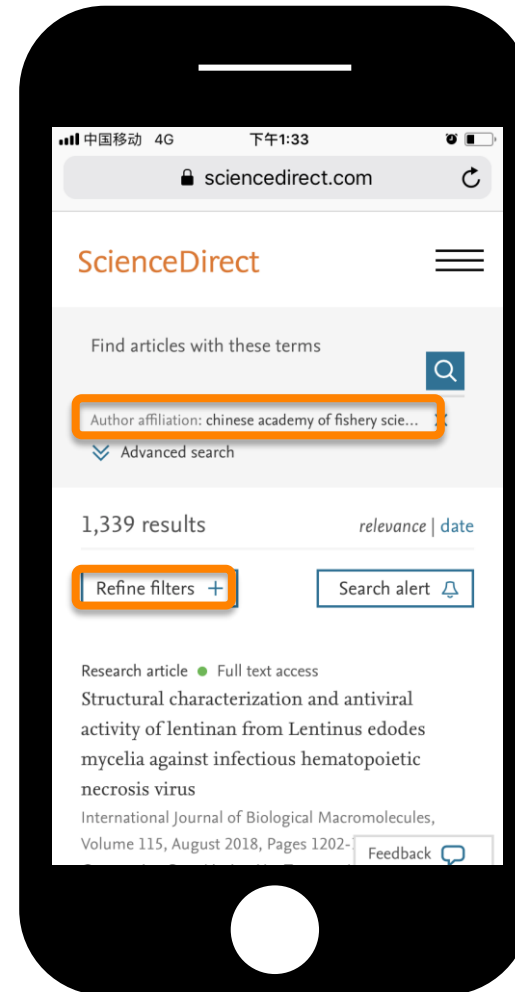 中国移动 4G 下午1:33
sciencedirect.com
ScienceDirect
Find articles with these terms
Author affiliation: chinese academy of fishery scie...
Advanced search
1,339 results relevance | date
Refine filters + Search alert
Research article ● Full text access
Structural characterization and antiviral
activity of lentinan from Lentinus edodes
mycelia against infectious hematopoietic
necrosis virus
International Journal of Biological Macromolecules,
Volume 115, August 2018, Pages 1202-
Feedback